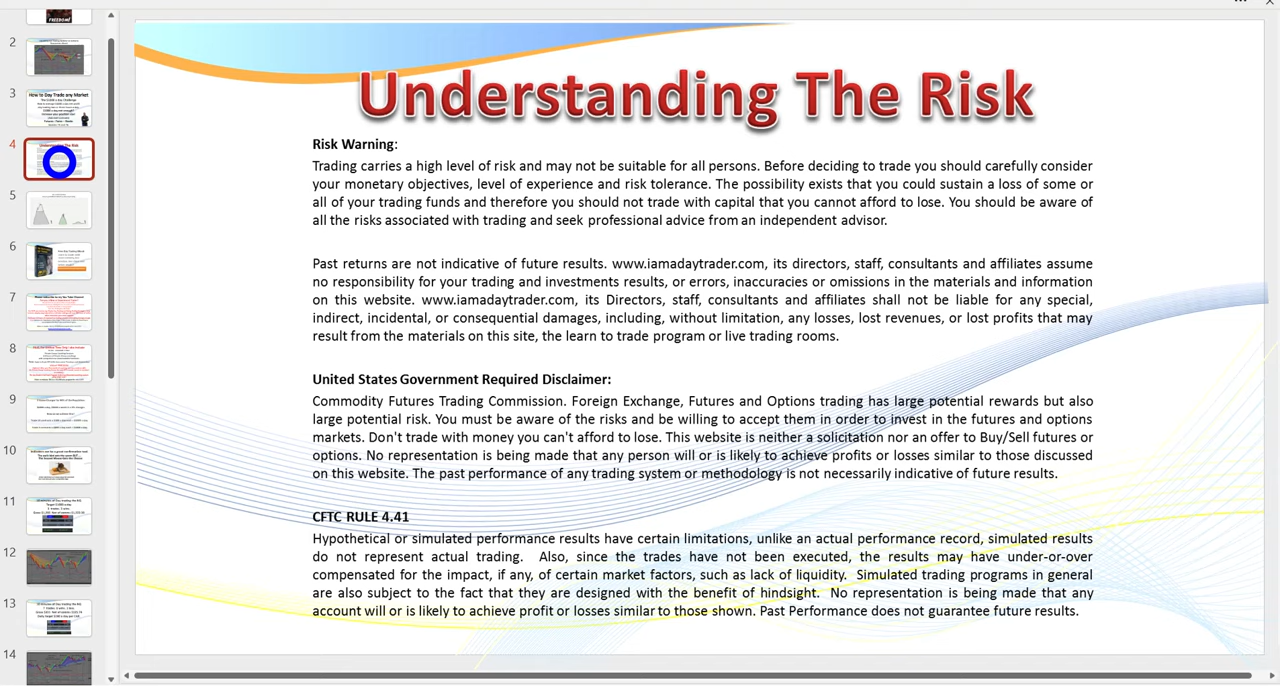 Understanding The Risk
Risk Warning:
Trading carries a high level of risk and may not be suitable for all persons. Before deciding to trade you should carefully consider
your monetary objectives, level of experience and risk tolerance. The possibility exists that you could sustain a loss of some or
all of your trading funds and therefore you should not trade with capital that you cannot afford to lose. You should be aware of
all the risks associated with training and seek professional advice from an independent advisor.
Past returns are not indicative of future results. www.iamadaytrader.com, its directors, staff, consultants and affiliates assume
no responsibility for your trading and investments results, or errors, inaccuracies or omissions in the materials and information
on this website. www.iamadaytrader.com, its Directors, staff, consultants and affiliates shall not be liable for any special,
indirect, incidental, or consequential damages, including, without limitation any losses, lost revenues, or lost profits that may
result from the materials on this site, the learn to trade program or live training rooms.
United States Government Required Disclaimer:
Commodity Futures Trading Commission. Foreign Exchange, Futures and Options trading has large potential rewards but also
large potential risk. You must be aware of the risks and be willing to accept them in order to invest in the futures and options
markets. Don't trade with money you can't afford to lose. This website is neither a solicitation nor an offer to Buy/Sell futures or
options. No representation is being made that any person will or is likely to achieve profits or losses similar to those discussed
on this website. The past performance of any trading system or methodology is not necessarily indicative of future results.
CFTC RULE 4.41
Hypothetical or simulated performance results have certain limitations, unlike an actual performance record, simulated results
do not represent actual trading. Also, since the trades have not been executed, the results may have under-or-over
compensated for the impact, if any, of certain market factors, such as lack of liquidity. Simulated trading programs in general
are also subject to the fact that they are designed with the benefit of hindsight. No representation is being made that any
account will or is likely to achieve profit or losses similar to those shown. Past Performance does not guarantee future results.
2
3
How to Day Trade any Market
4
Understanding The Risk
5
6
7
8
9
10
11
12
13
14